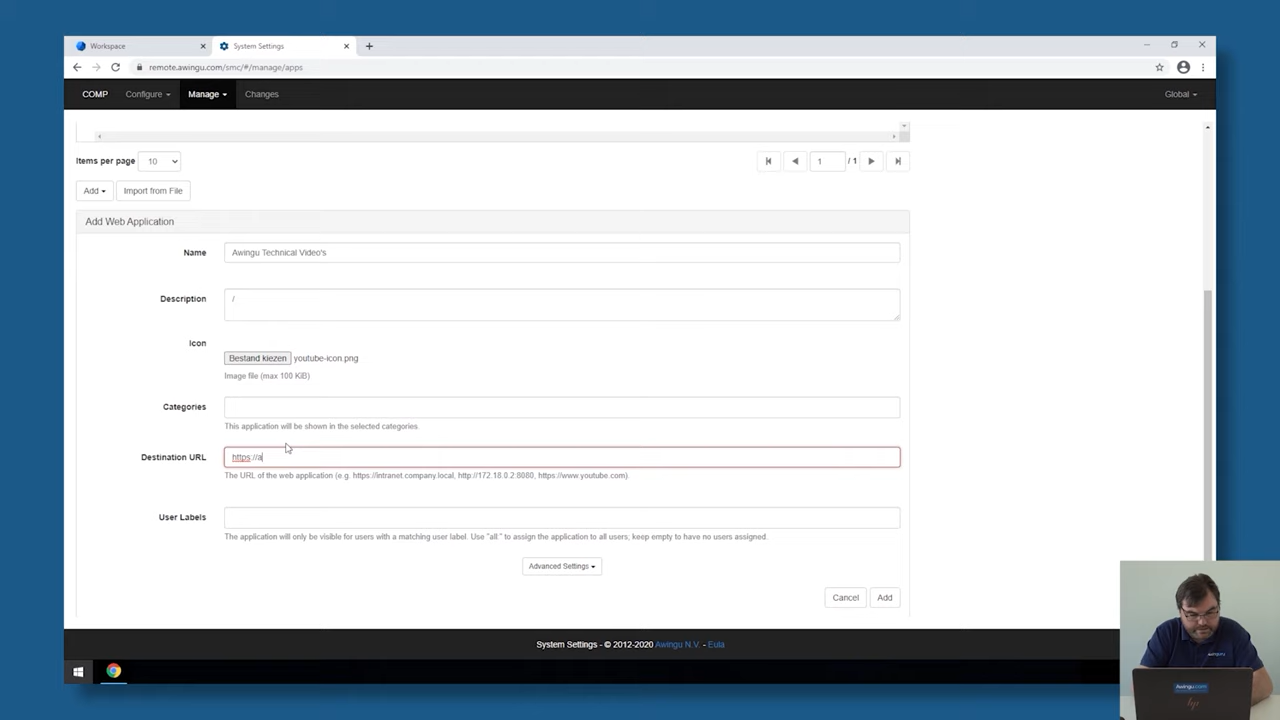 Workspace
System Settings
remote.awingu.com/smc/#/manage/apps
COMP Configure Manage Changes Global
Items per page 10 1 / 1
Add Import from File
Add Web Application
Name Awingu Technical Video's
Description /
Icon
Bestand kiezen youtube-icon.png
Image file (max 100 KiB)
Categories
This application will be shown in the selected categories.
Destination URL https://a
The URL of the web application (e.g. https://intranet.company.local, http://172.18.0.2:8080, https://www.youtube.com).
User Labels
The application will only be visible for users with a matching user label. Use "all:" to assign the application to all users, keep empty to have no users assigned.
Advanced Settings
Cancel Add
System Settings - © 2012-2020 Awingu N.V. - Eula
Awingu.com
hp